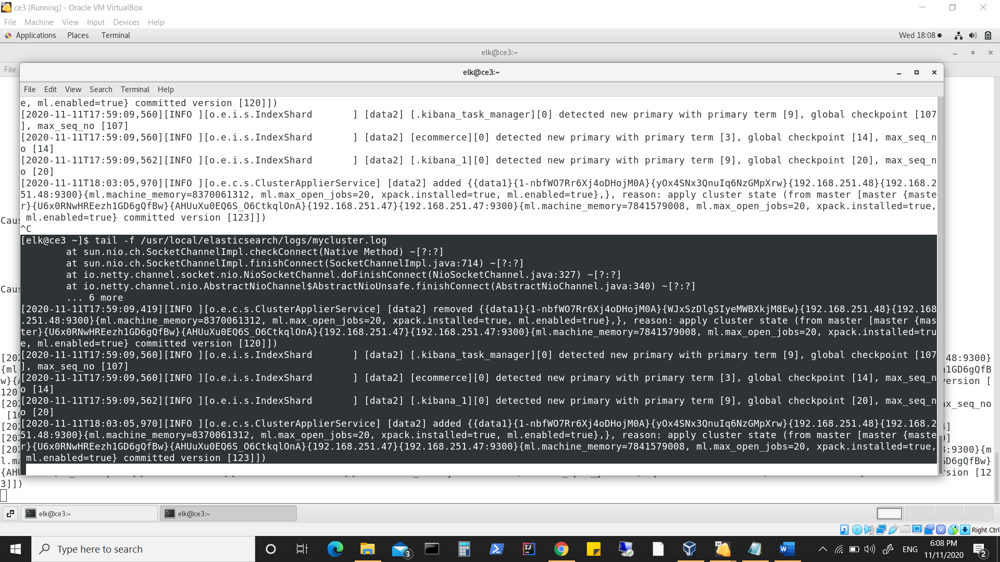 ce3 [Running] - Oracle VM VirtualBox
File Machine View Input Devices Help
Applications Places Terminal Wed 18:08
elk@ce3:~
File
elk@ce3:~
File Edit View Search Terminal Help
e, ml.enabled=true} committed version [120]])
[2020-11-11T17:59:09,560][INFO ][o.e.i.s.IndexShard       ] [data2] [.kibana_task_manager][0] detected new primary with primary term [9], global checkpoint [107
], max_seq_no [107]
[2020-11-11T17:59:09,560][INFO ][o.e.i.s.IndexShard       ] [data2] [ecommerce][0] detected new primary with primary term [3], global checkpoint [14], max_seq_n
o [14]
[2020-11-11T17:59:09,562][INFO ][o.e.i.s.IndexShard       ] [data2] [.kibana_1][0] detected new primary with primary term [9], global checkpoint [20], max_seq_n
o [20]
[2020-11-11T18:03:05,970][INFO ][o.e.c.s.ClusterApplierService] [data2] added {{data1}{1-nbfWO7Rr6Xj4oDHojM0A}{yOx4SNx3QnuIq6NzGMpXrw}{192.168.251.48}{192.168.2
51.48:9300}{ml.machine_memory=8370061312, ml.max_open_jobs=20, xpack.installed=true, ml.enabled=true},}, reason: apply cluster state (from master [master {maste
r}{U6x0RNwHREezh1GD6gQfBw}{AHUuXu0EQ6S_O6CtkqlOnA}{192.168.251.47}{192.168.251.47:9300}{ml.machine_memory=7841579008, ml.max_open_jobs=20, xpack.installed=true,
 ml.enabled=true} committed version [123]])
^C
[elk@ce3 ~]$ tail -f /usr/local/elasticsearch/logs/mycluster.log
        at sun.nio.ch.SocketChannelImpl.checkConnect(Native Method) ~[?:?]
        at sun.nio.ch.SocketChannelImpl.finishConnect(SocketChannelImpl.java:714) ~[?:?]
        at io.netty.channel.socket.nio.NioSocketChannel.doFinishConnect(NioSocketChannel.java:327) ~[?:?]
        at io.netty.channel.nio.AbstractNioChannel$AbstractNioUnsafe.finishConnect(AbstractNioChannel.java:340) ~[?:?]
        ... 6 more
[2020-11-11T17:59:09,419][INFO ][o.e.c.s.ClusterApplierService] [data2] removed {{data1}{1-nbfWO7Rr6Xj4oDHojM0A}{WJxSzDlgSIyeMWBXkjM8Ew}{192.168.251.48}{192.168
.251.48:9300}{ml.machine_memory=8370061312, ml.max_open_jobs=20, xpack.installed=true, ml.enabled=true},}, reason: apply cluster state (from master [master {mas
ter}{U6x0RNwHREezh1GD6gQfBw}{AHUuXu0EQ6S_O6CtkqlOnA}{192.168.251.47}{192.168.251.47:9300}{ml.machine_memory=7841579008, ml.max_open_jobs=20, xpack.installed=tru
e, ml.enabled=true} committed version [120]])
[2020-11-11T17:59:09,560][INFO ][o.e.i.s.IndexShard       ] [data2] [.kibana_task_manager][0] detected new primary with primary term [9], global checkpoint [107
], max_seq_no [107]
[2020-11-11T17:59:09,560][INFO ][o.e.i.s.IndexShard       ] [data2] [ecommerce][0] detected new primary with primary term [3], global checkpoint [14], max_seq_n
o [14]
[2020-11-11T17:59:09,562][INFO ][o.e.i.s.IndexShard       ] [data2] [.kibana_1][0] detected new primary with primary term [9], global checkpoint [20], max_seq_n
o [20]
[2020-11-11T18:03:05,970][INFO ][o.e.c.s.ClusterApplierService] [data2] added {{data1}{1-nbfWO7Rr6Xj4oDHojM0A}{yOx4SNx3QnuIq6NzGMpXrw}{192.168.251.48}{192.168.2
51.48:9300}{ml.machine_memory=8370061312, ml.max_open_jobs=20, xpack.installed=true, ml.enabled=true},}, reason: apply cluster state (from master [master {maste
r}{U6x0RNwHREezh1GD6gQfBw}{AHUuXu0EQ6S_O6CtkqlOnA}{192.168.251.47}{192.168.251.47:9300}{ml.machine_memory=7841579008, ml.max_open_jobs=20, xpack.installed=true,
 ml.enabled=true} committed version [123]])
Caus
Caus
[202
48:9300}
{ml
1GD6gQfB
w}{A
ersion [
120
[202
ax_seq_no
[10
[202
[202
[202
:9300}{m
l.ma
GD6gQfBw}
{AHU
sion [12
3]])
elk@ce3:~ elk@ce3:~
Right Ctrl
Type here to search
3
ENG
6:08 PM
11/11/2020
2